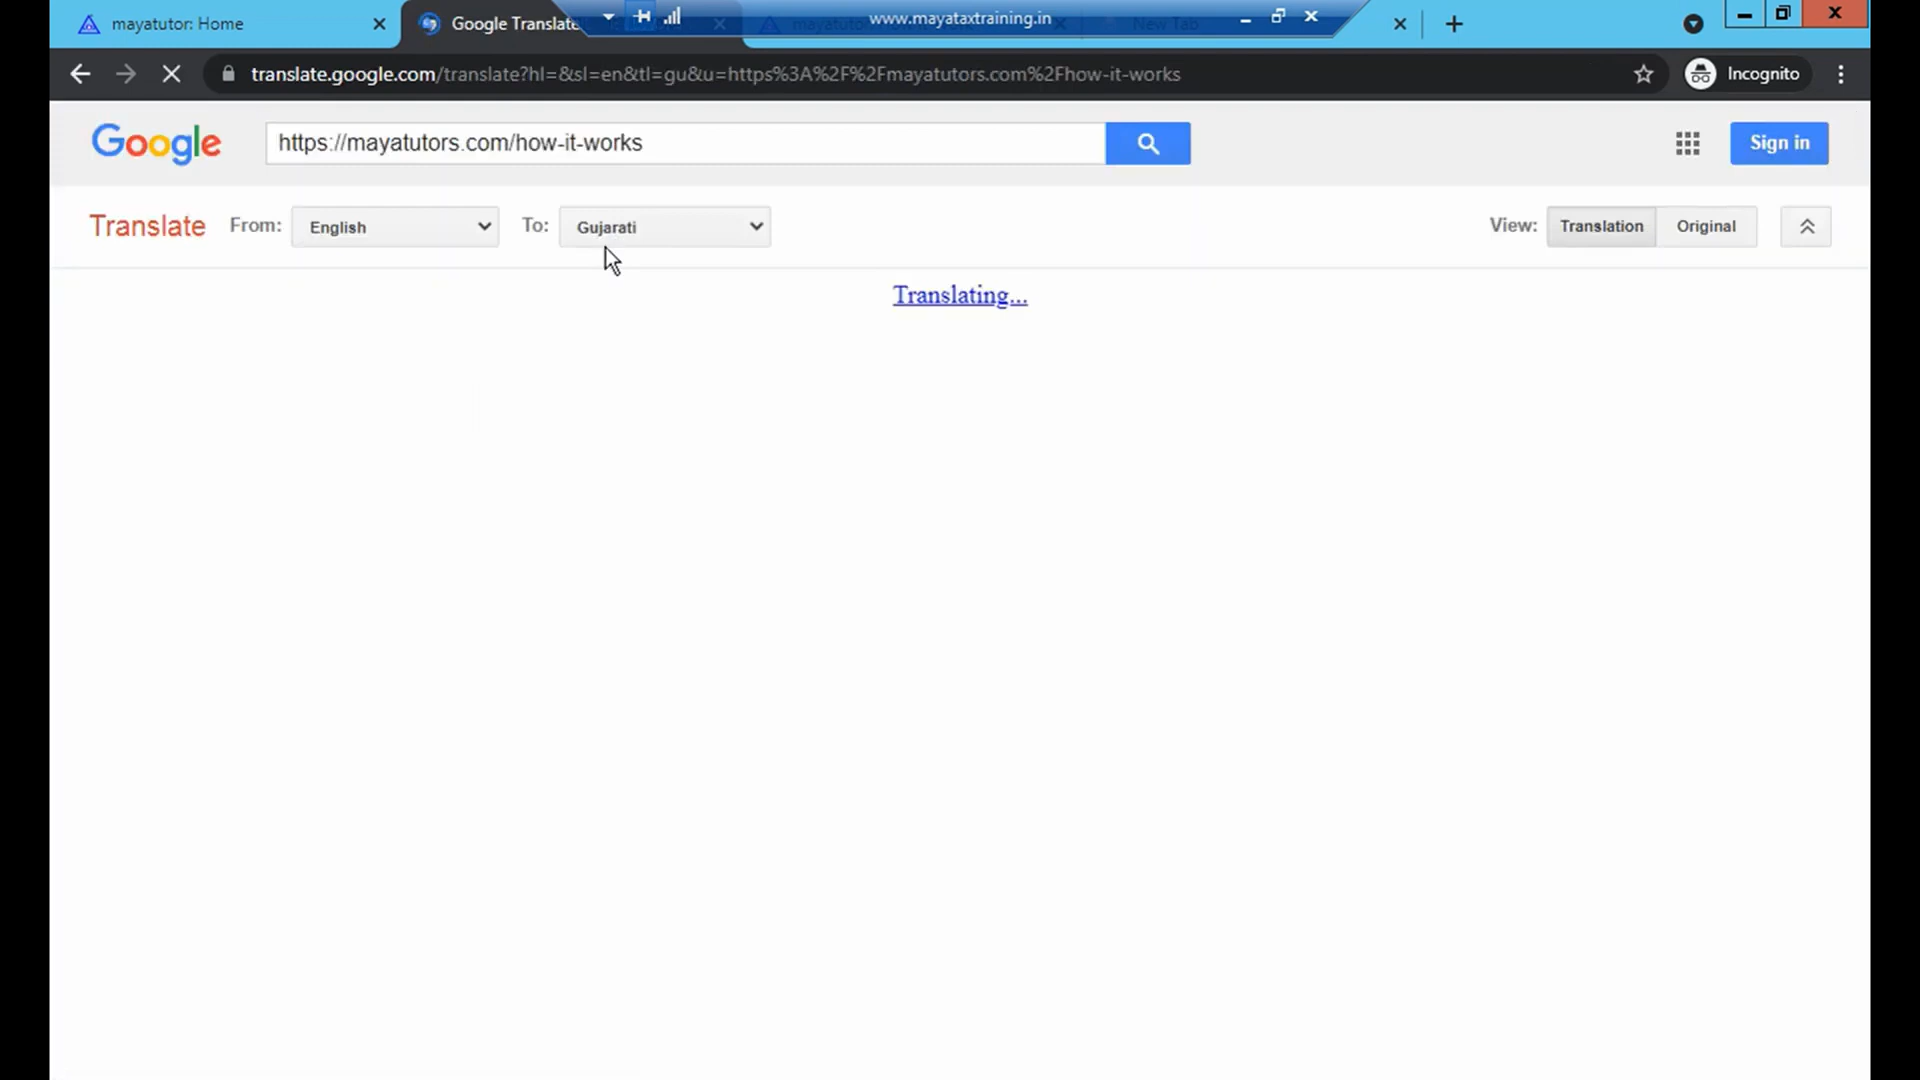 mayatutor: Home
Google Translate
www.mayataxtraining.in
New Tab
translate.google.com/translate?hl=&sl=en&tl=gu&u=https%3A%2F%2Fmayatutors.com%2Fhow-it-works
Incognito
Google
https://mayatutors.com/how-it-works
Sign in
Translate From: English To: Gujarati View: Translation Original
Translating...